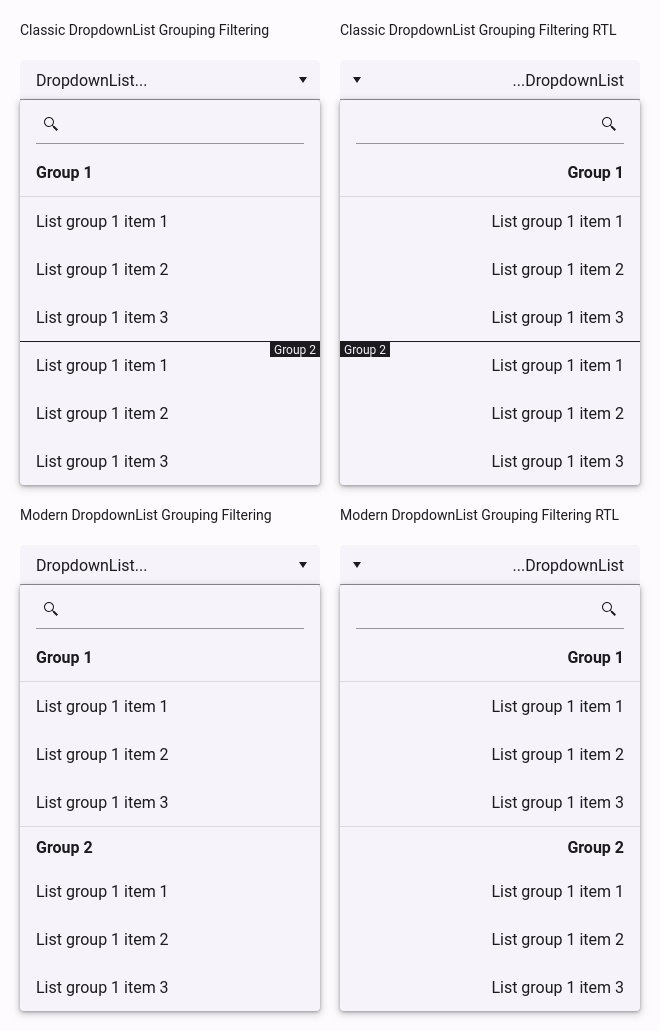 Classic DropdownList Grouping Filtering
DropdownList...
Group 1
List group 1 item 1
List group 1 item 2
List group 1 item 3
Group 2
List group 1 item 1
List group 1 item 2
List group 1 item 3
Classic DropdownList Grouping Filtering RTL
...DropdownList
Group 1
List group 1 item 1
List group 1 item 2
List group 1 item 3
Group 2
List group 1 item 1
List group 1 item 2
List group 1 item 3
Modern DropdownList Grouping Filtering
DropdownList...
Group 1
List group 1 item 1
List group 1 item 2
List group 1 item 3
Group 2
List group 1 item 1
List group 1 item 2
List group 1 item 3
Modern DropdownList Grouping Filtering RTL
...DropdownList
Group 1
List group 1 item 1
List group 1 item 2
List group 1 item 3
Group 2
List group 1 item 1
List group 1 item 2
List group 1 item 3